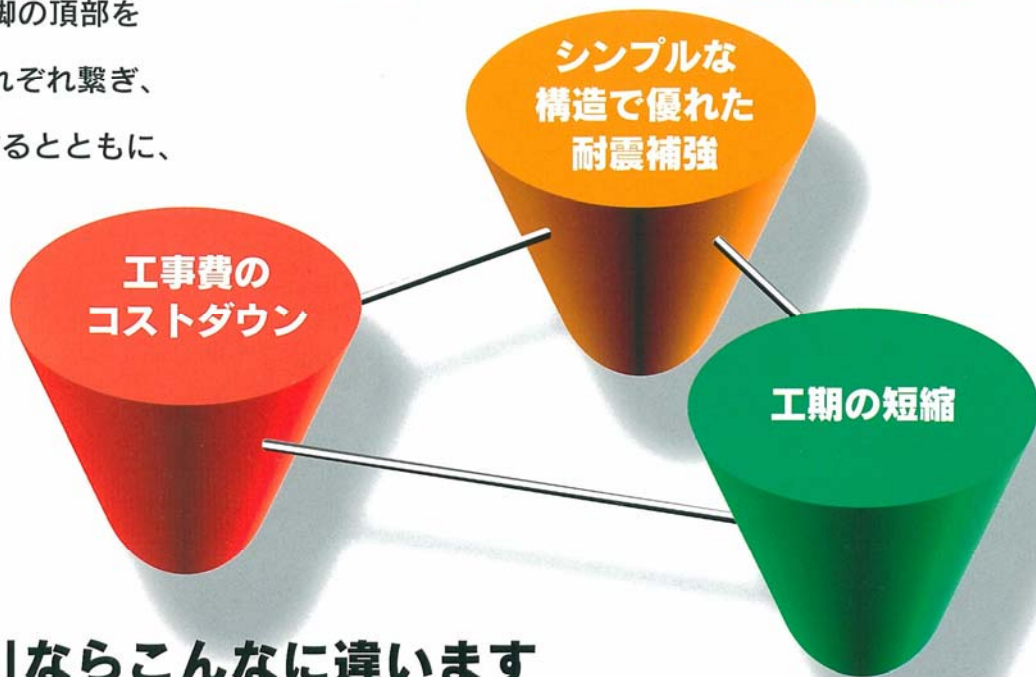 脚の頂部を
れぞれ繋ぎ、
るとともに、
シンプルな
構造で優れた
耐震補強
工事費の
コストダウン
工期の短縮
ならこんなに違います